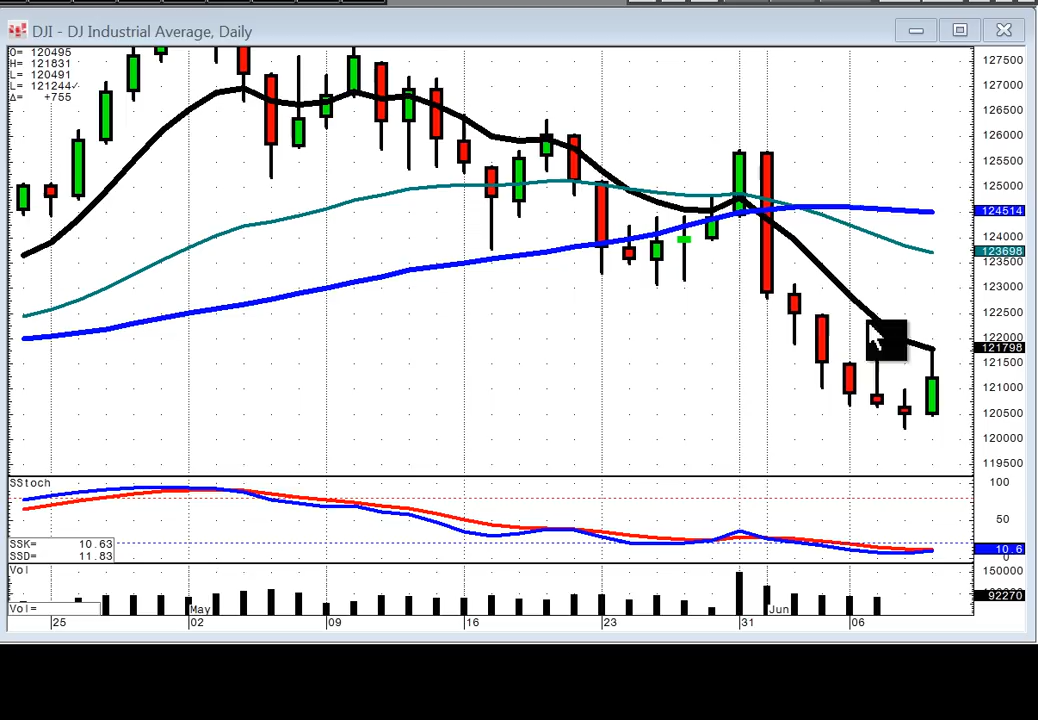 DJI - DJ Industrial Average, Daily
O= 120495
H= 121831
L= 120491
L= 121244✓
Δ= +755
127500
127000
126500
126000
125500
125000
124514
124000
123698
123500
123000
122500
122000
121798
121500
121000
120500
120000
119500
SStoch
100
50
SSK= 10.63
SSD= 11.83
10.6
0
Vol
150000
92270
Vol=
May
Jun
25
02
09
16
23
31
06